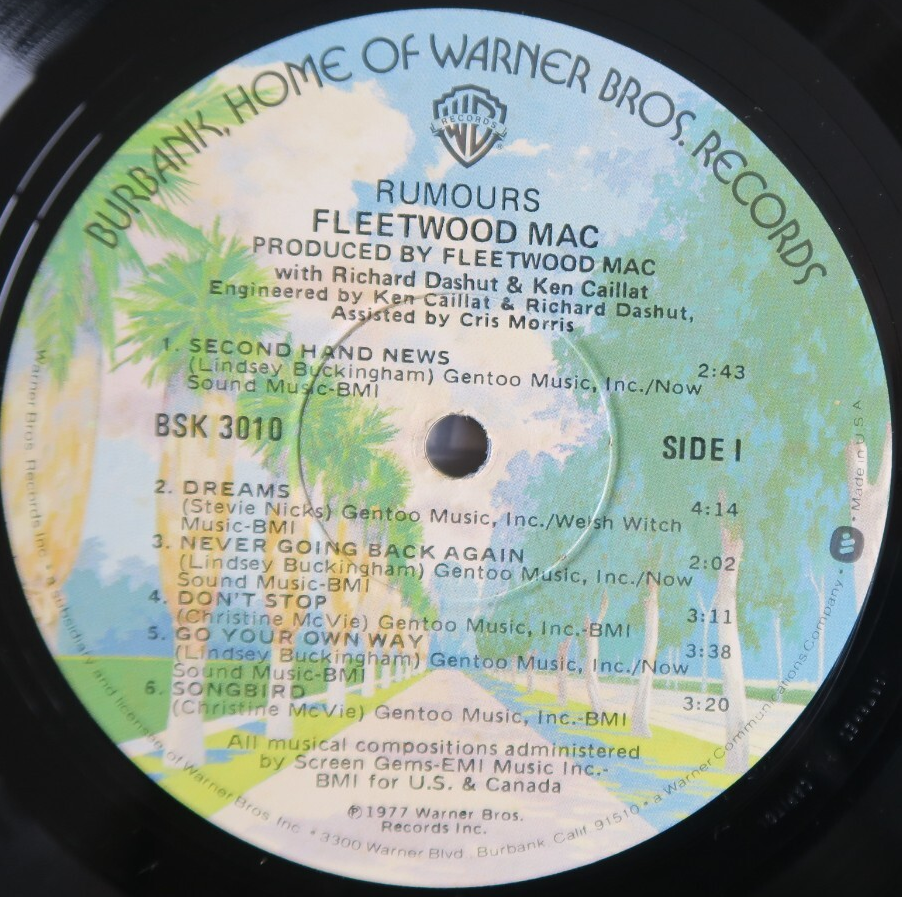 BURBANK, HOME OF WARNER BROS. RECORDS
RECORDS
RUMOURS
FLEETWOOD MAC
PRODUCED BY FLEETWOOD MAC
with Richard Dashut & Ken Caillat
Engineered by Ken Caillat & Richard Dashut,
Assisted by Cris Morris
1. SECOND HAND NEWS 2:43
(Lindsey Buckingham) Gentoo Music, Inc./Now
Sound Music-BMI
BSK 3010
SIDE 1
2. DREAMS 4:14
(Stevie Nicks) Gentoo Music, Inc./Welsh Witch
Music-BMI
3. NEVER GOING BACK AGAIN 2:02
(Lindsey Buckingham) Gentoo Music, Inc./Now
Sound Music-BMI
4. DON'T STOP 3:11
(Christine McVie) Gentoo Music, Inc.-BMI
5. GO YOUR OWN WAY 3:38
(Lindsey Buckingham) Gentoo Music, Inc./Now
Sound Music-BMI
6. SONGBIRD 3:20
(Christine McVie) Gentoo Music, Inc.-BMI
All musical compositions administered
by Screen Gems-EMI Music Inc.-
BMI for U.S. & Canada
℗1977 Warner Bros.
Records Inc.
Warner Bros Records Inc. • a subsidiary and licensee of Warner Bros. Inc. • 3300 Warner Blvd., Burbank, Calif. 91510 • a Warner Communications Company • Made in U.S.A.